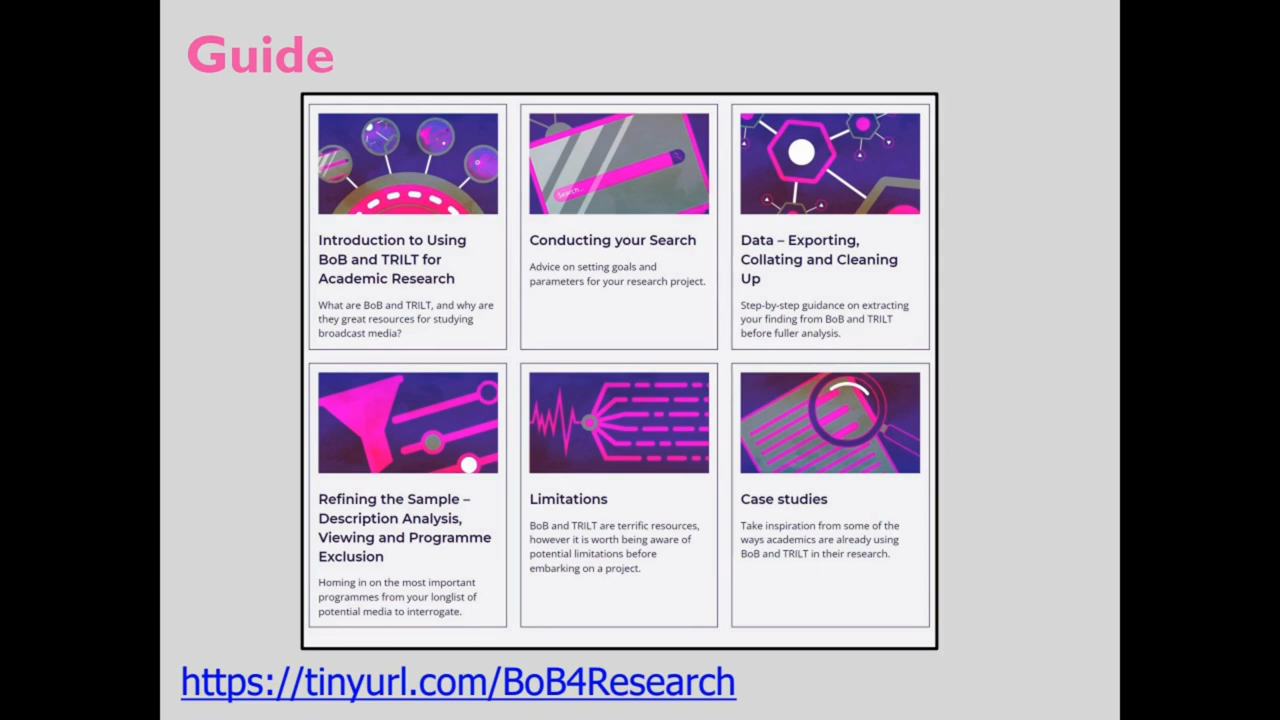 Guide
Search...
Introduction to Using
BoB and TRILT for
Academic Research
What are BoB and TRILT, and why are
they great resources for studying
broadcast media?
Conducting your Search
Advice on setting goals and
parameters for your research project.
Data – Exporting,
Collating and Cleaning
Up
Step-by-step guidance on extracting
your finding from BoB and TRILT
before fuller analysis.
Refining the Sample –
Description Analysis,
Viewing and Programme
Exclusion
Homing in on the most important
programmes from your longlist of
potential media to interrogate.
Limitations
BoB and TRILT are terrific resources,
however it is worth being aware of
potential limitations before
embarking on a project.
Case studies
Take inspiration from some of the
ways academics are already using
BoB and TRILT in their research.
https://tinyurl.com/BoB4Research